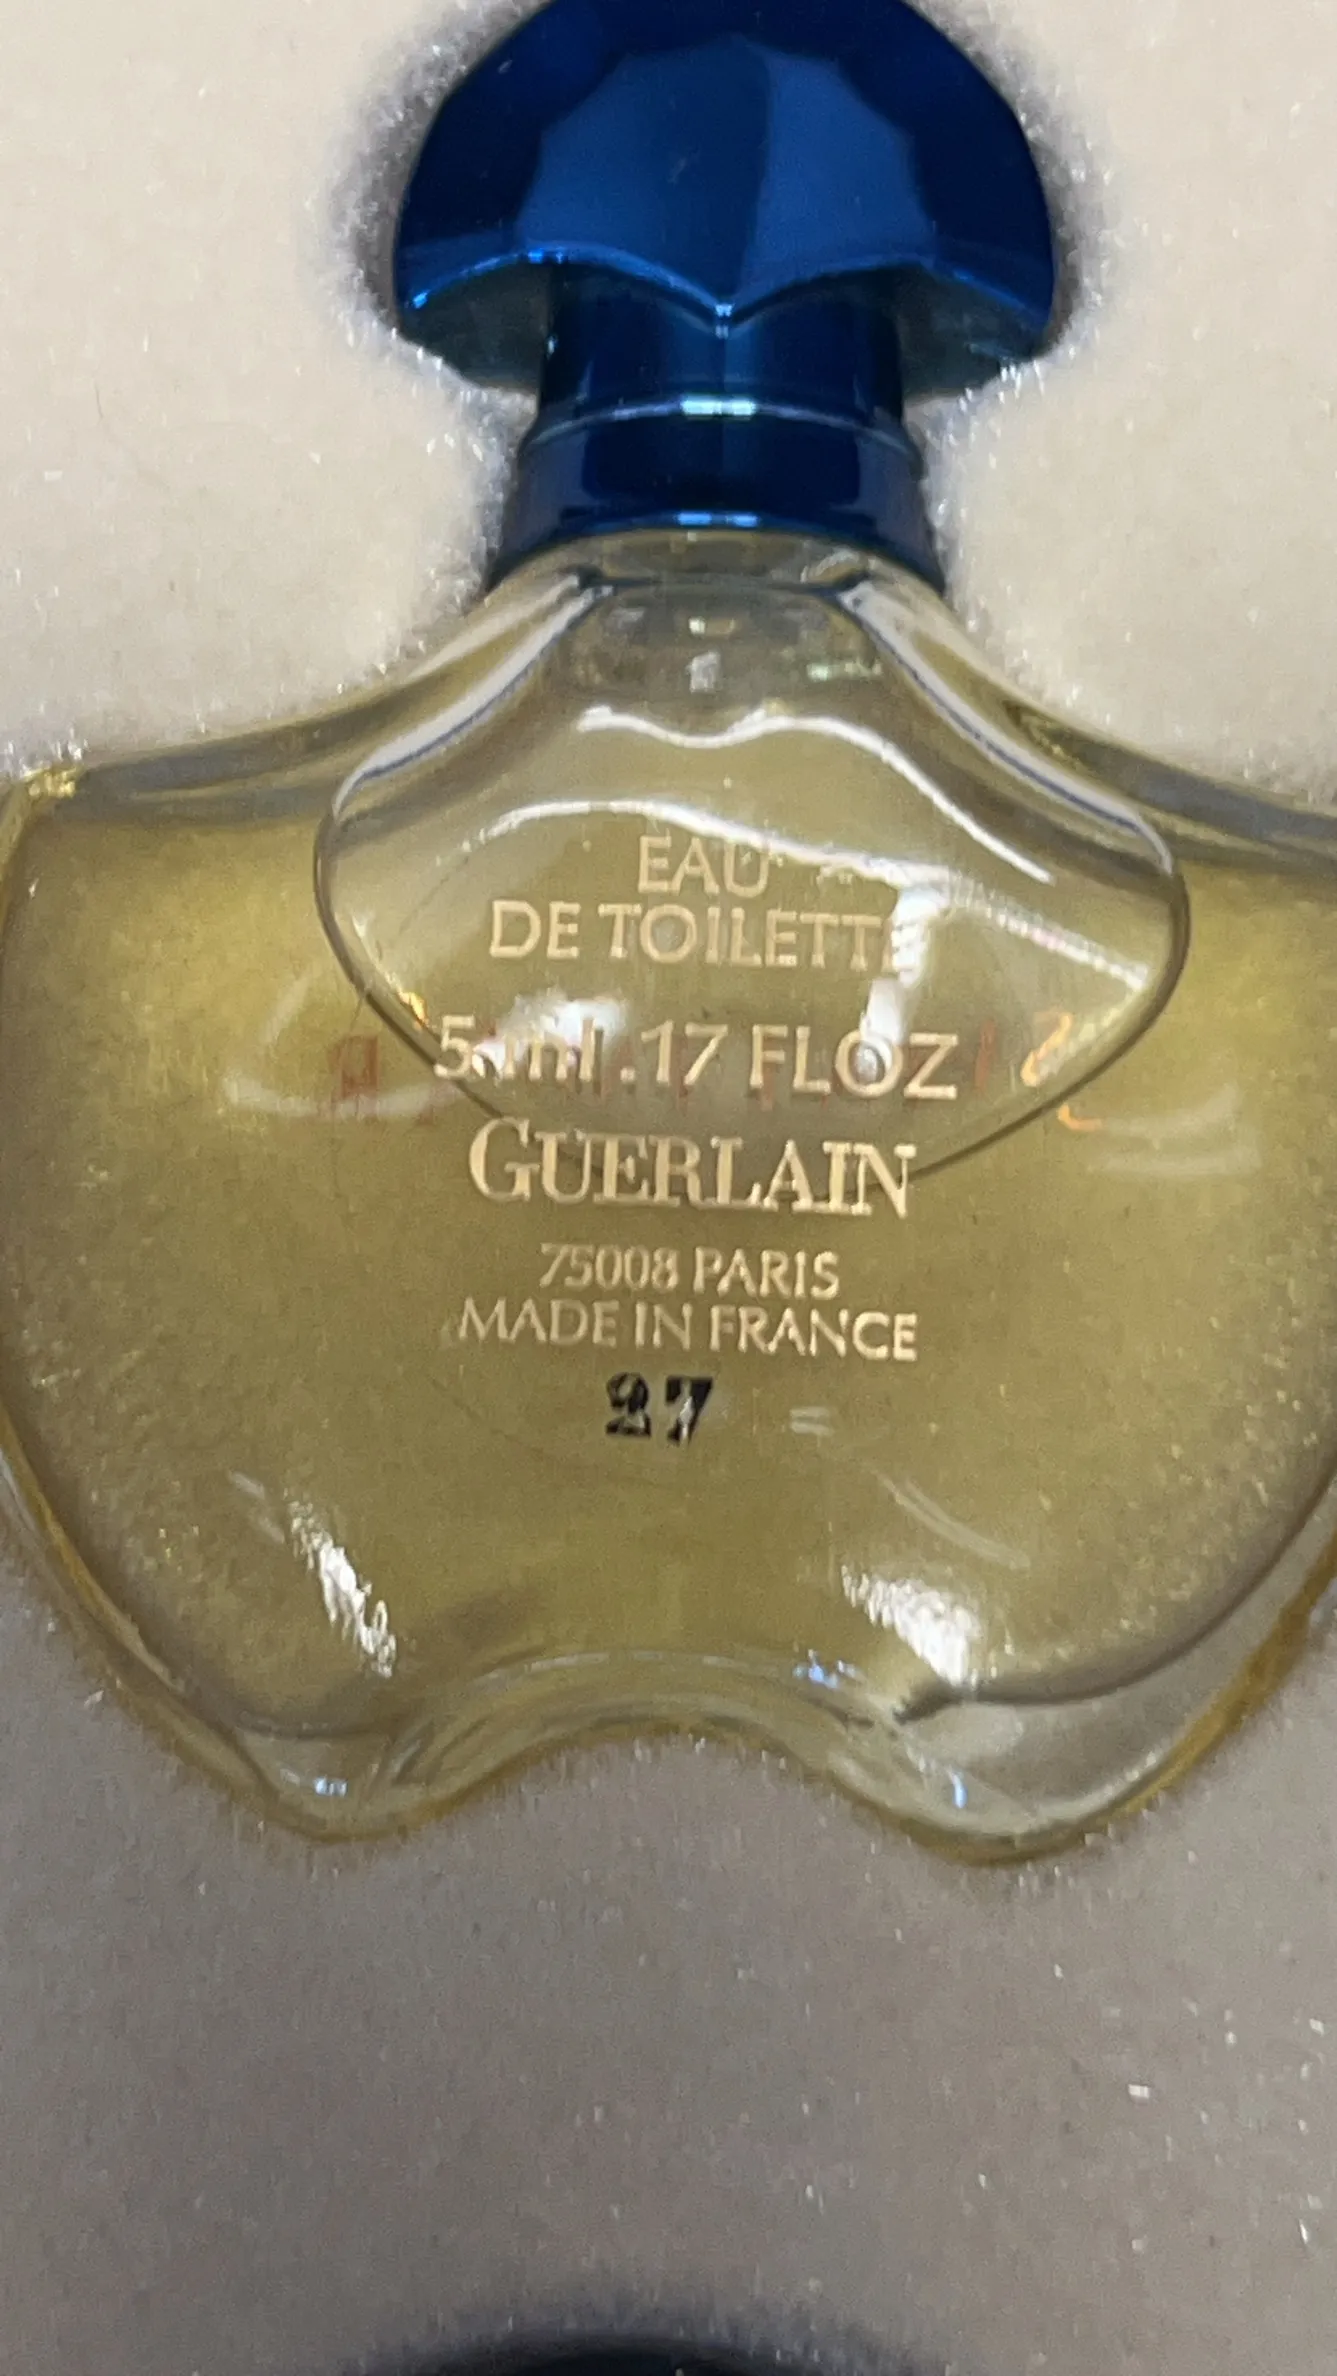 EAU
DE TOILETTE
5 ml .17 FLOZ
GUERLAIN
75008 PARIS
MADE IN FRANCE
27